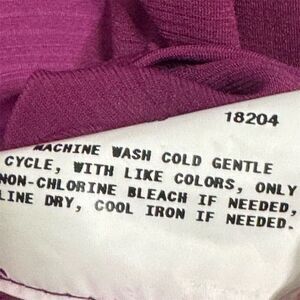 18204
MACHINE WASH COLD GENTLE
CYCLE, WITH LIKE COLORS, ONLY
NON-CHLORINE BLEACH IF NEEDED,
LINE DRY, COOL IRON IF NEEDED.